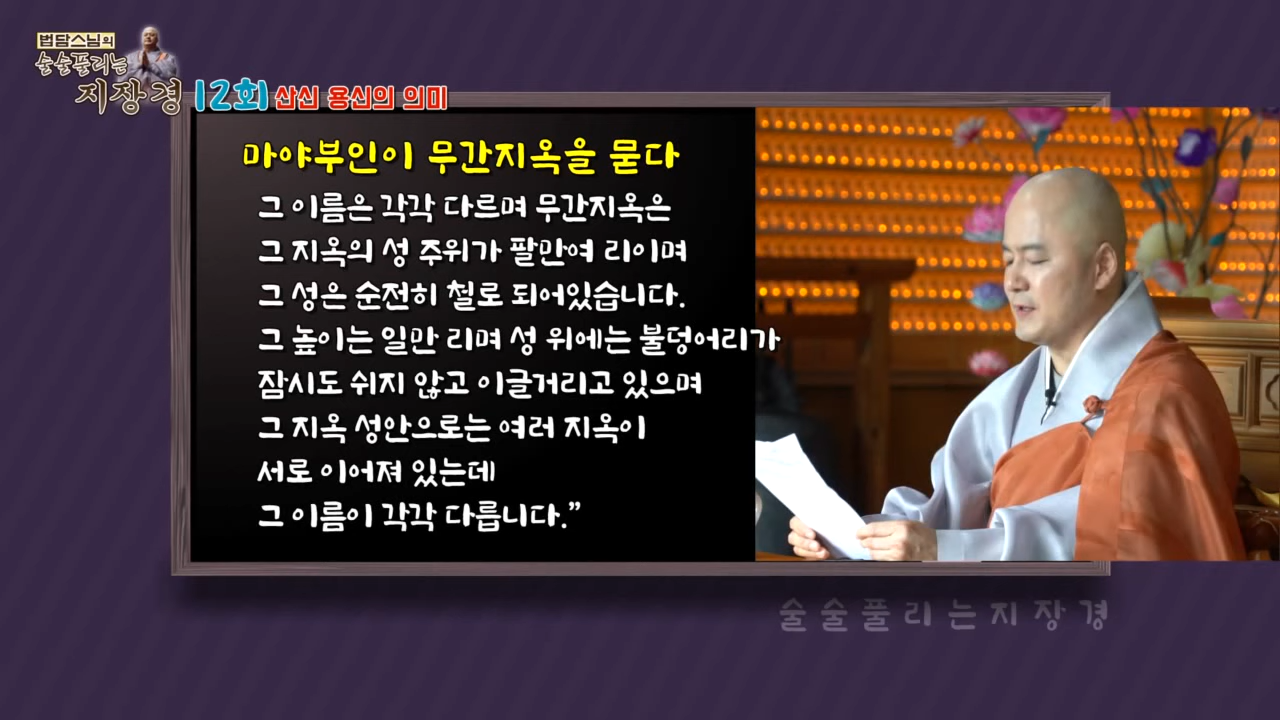 법담스님의
술술풀리는
지장경 12회 산신 용신의 의미
마야부인이 무간지옥을 묻다
그 이름은 각각 다르며 무간지옥은
그 지옥의 성 주위가 팔만여 리이며
그 성은 순전히 철로 되어있습니다.
그 높이는 일만 리며 성 위에는 불덩어리가
잠시도 쉬지 않고 이글거리고 있으며
그 지옥 성안으로는 여러 지옥이
서로 이어져 있는데
그 이름이 각각 다릅니다.”
술술풀리는지장경